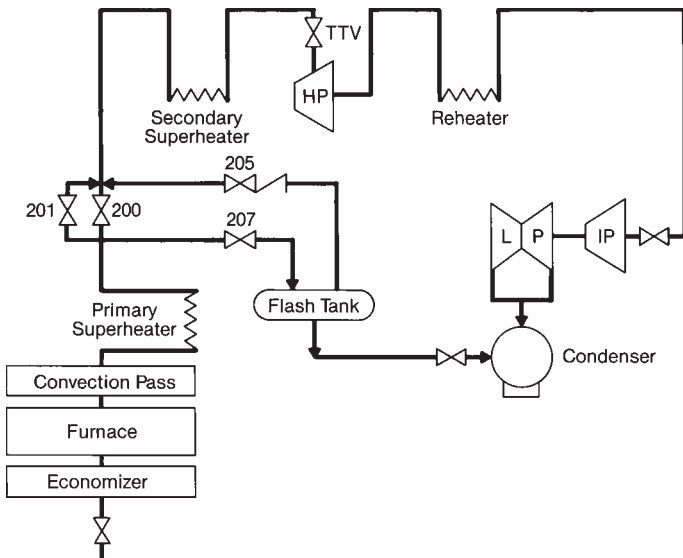 TTV
HP
Secondary
Superheater
Reheater
205
201
200
207
L
P
IP
Flash Tank
Primary
Superheater
Condenser
Convection Pass
Furnace
Economizer